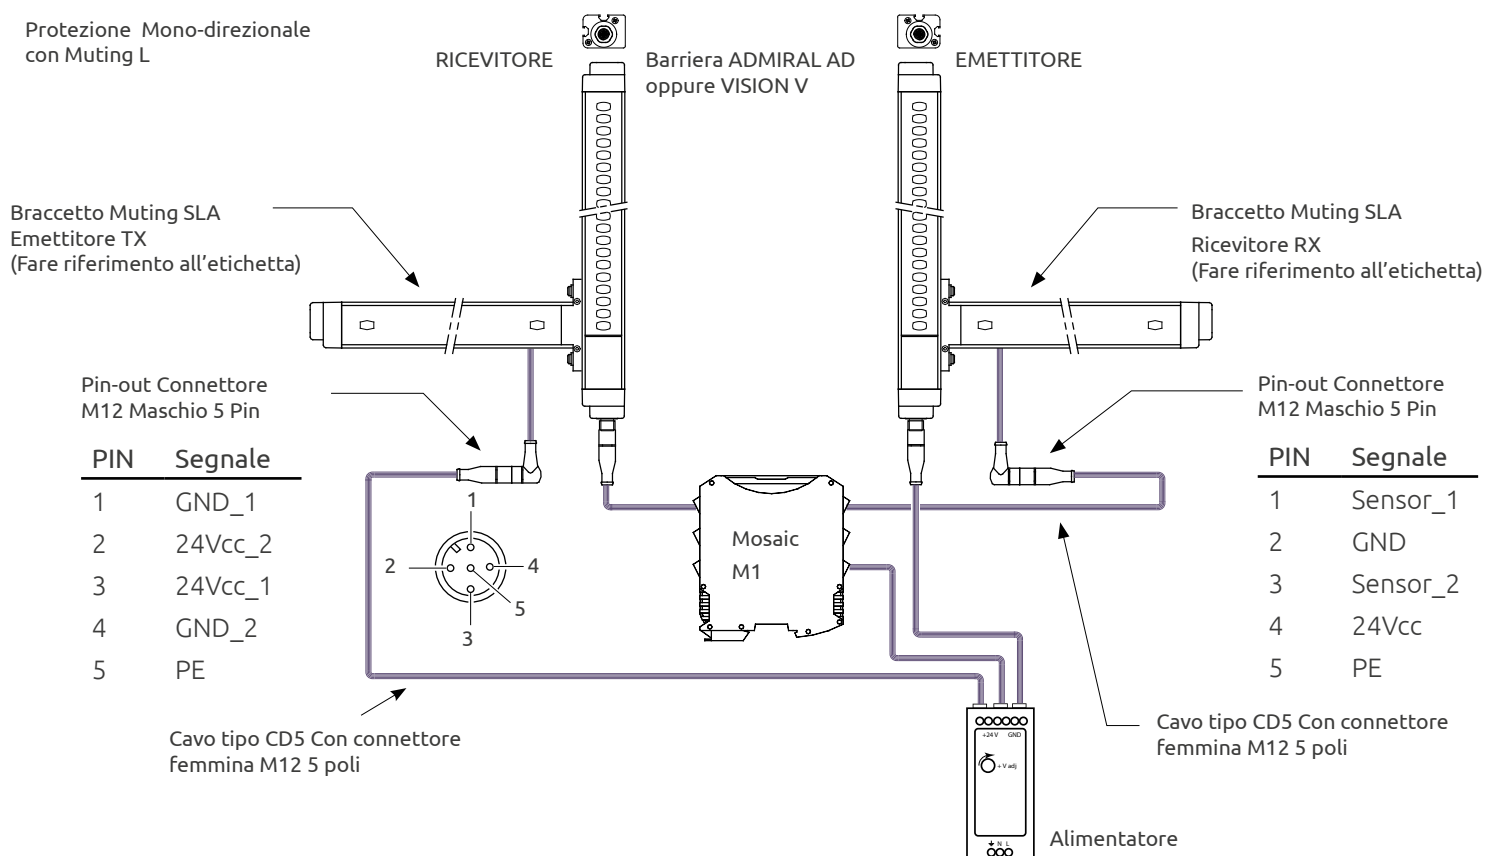 Protezione Mono-direzionale
con Muting L
RICEVITORE
Barriera ADMIRAL AD
oppure VISION V
EMETTITORE
Braccetto Muting SLA
Emettitore TX
(Fare riferimento all'etichetta)
Braccetto Muting SLA
Ricevitore RX
(Fare riferimento all'etichetta)
Pin-out Connettore
M12 Maschio 5 Pin
PIN Segnale
1 GND_1
2 24Vcc_2
3 24Vcc_1
4 GND_2
5 PE
1
2
4
5
3
Mosaic
M1
Pin-out Connettore
M12 Maschio 5 Pin
PIN Segnale
1 Sensor_1
2 GND
3 Sensor_2
4 24Vcc
5 PE
Cavo tipo CD5 Con connettore
femmina M12 5 poli
Cavo tipo CD5 Con connettore
femmina M12 5 poli
+24 V GND
+ V adj
N L
Alimentatore